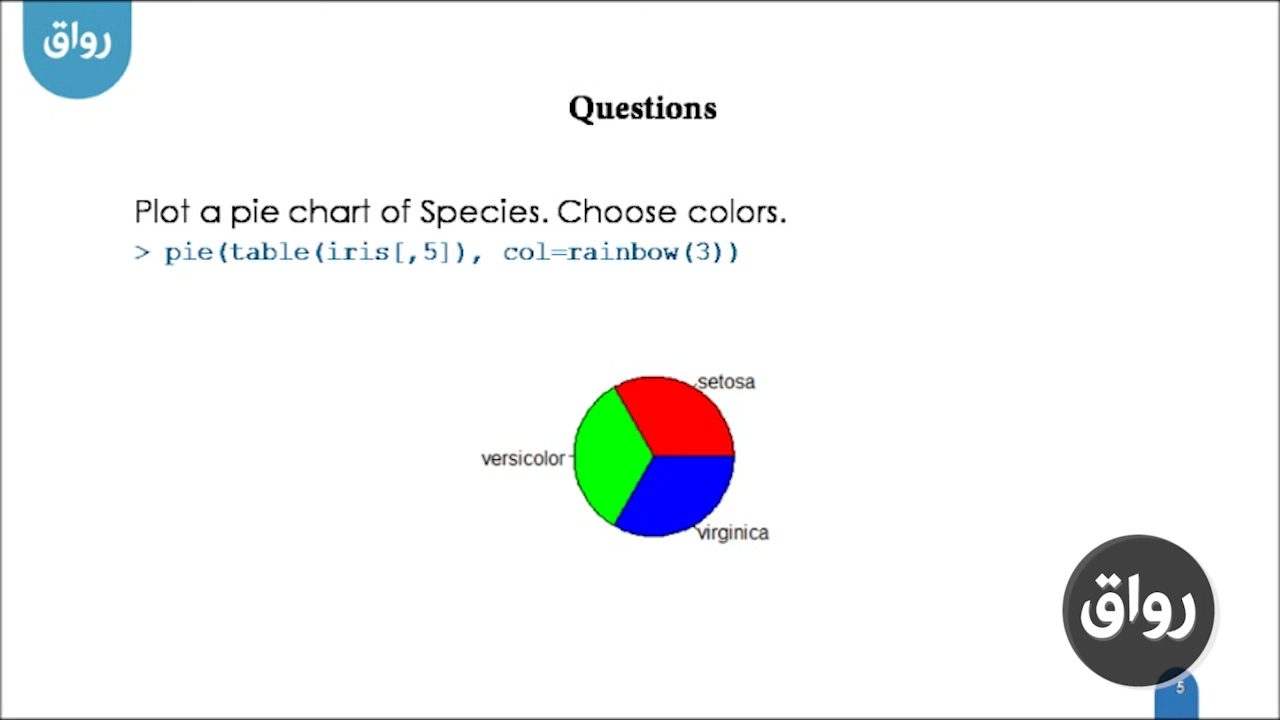 رواق
Questions
Plot a pie chart of Species. Choose colors.
> pie(table(iris[,5]), col=rainbow(3))
setosa
versicolor
virginica
رواق
5